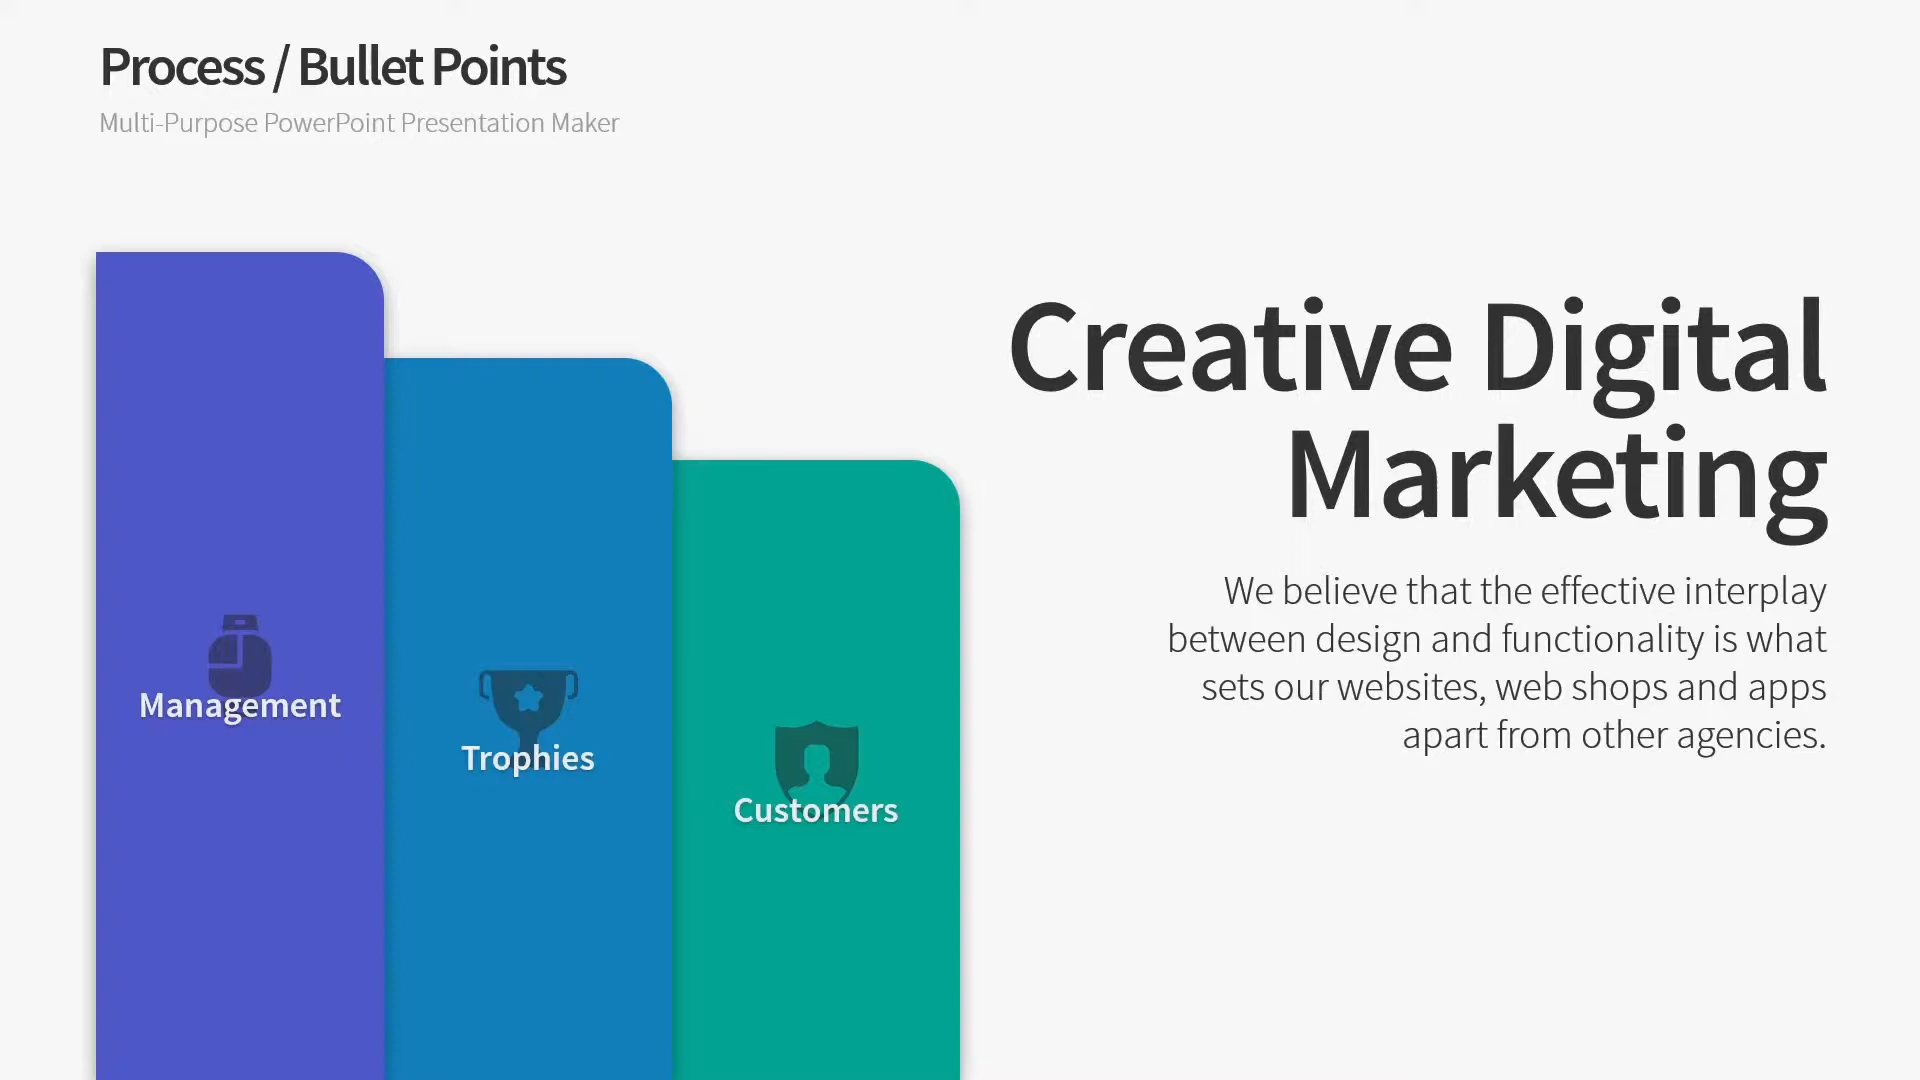 Process / Bullet Points
Multi-Purpose PowerPoint Presentation Maker
Management
Trophies
Customers
Creative Digital
Marketing
We believe that the effective interplay
between design and functionality is what
sets our websites, web shops and apps
apart from other agencies.